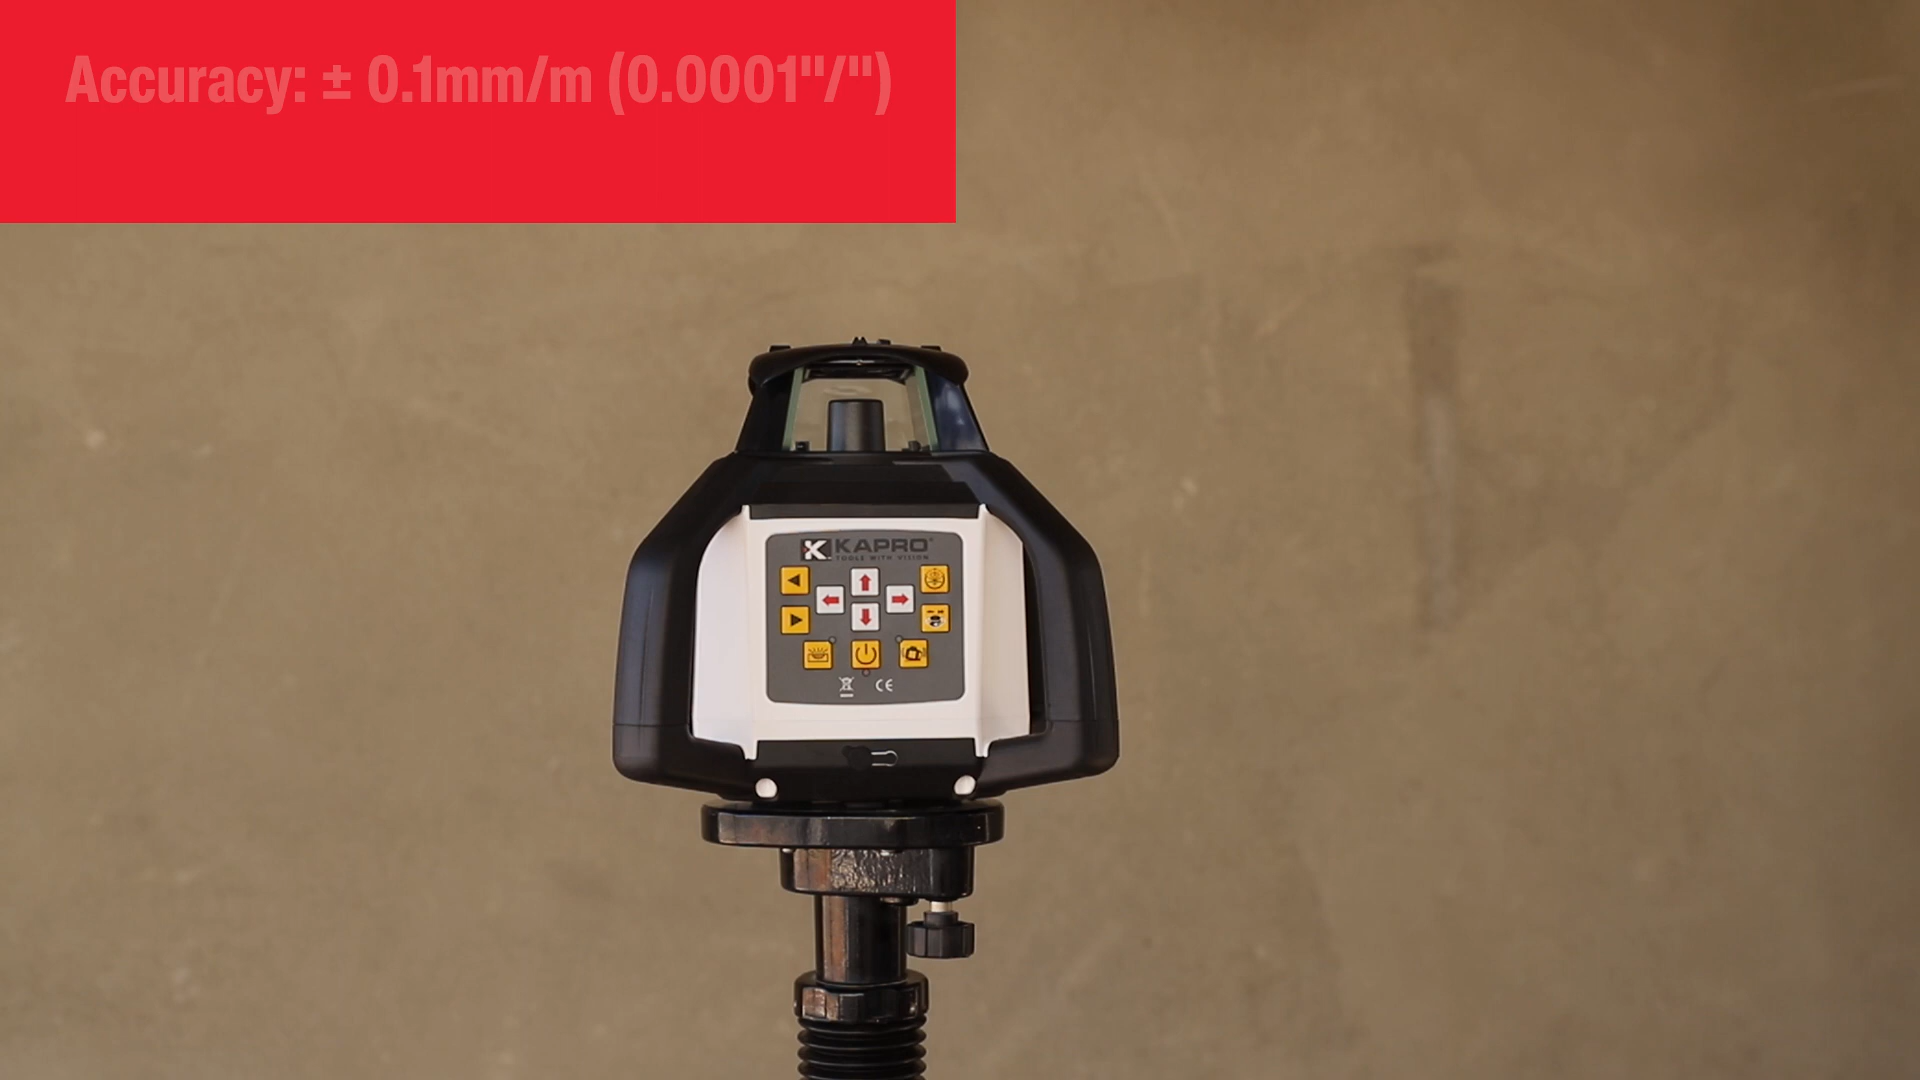 Accuracy: ± 0.1mm/m (0.0001"/")
K KAPRO®
TOOLS WITH VISION
CE